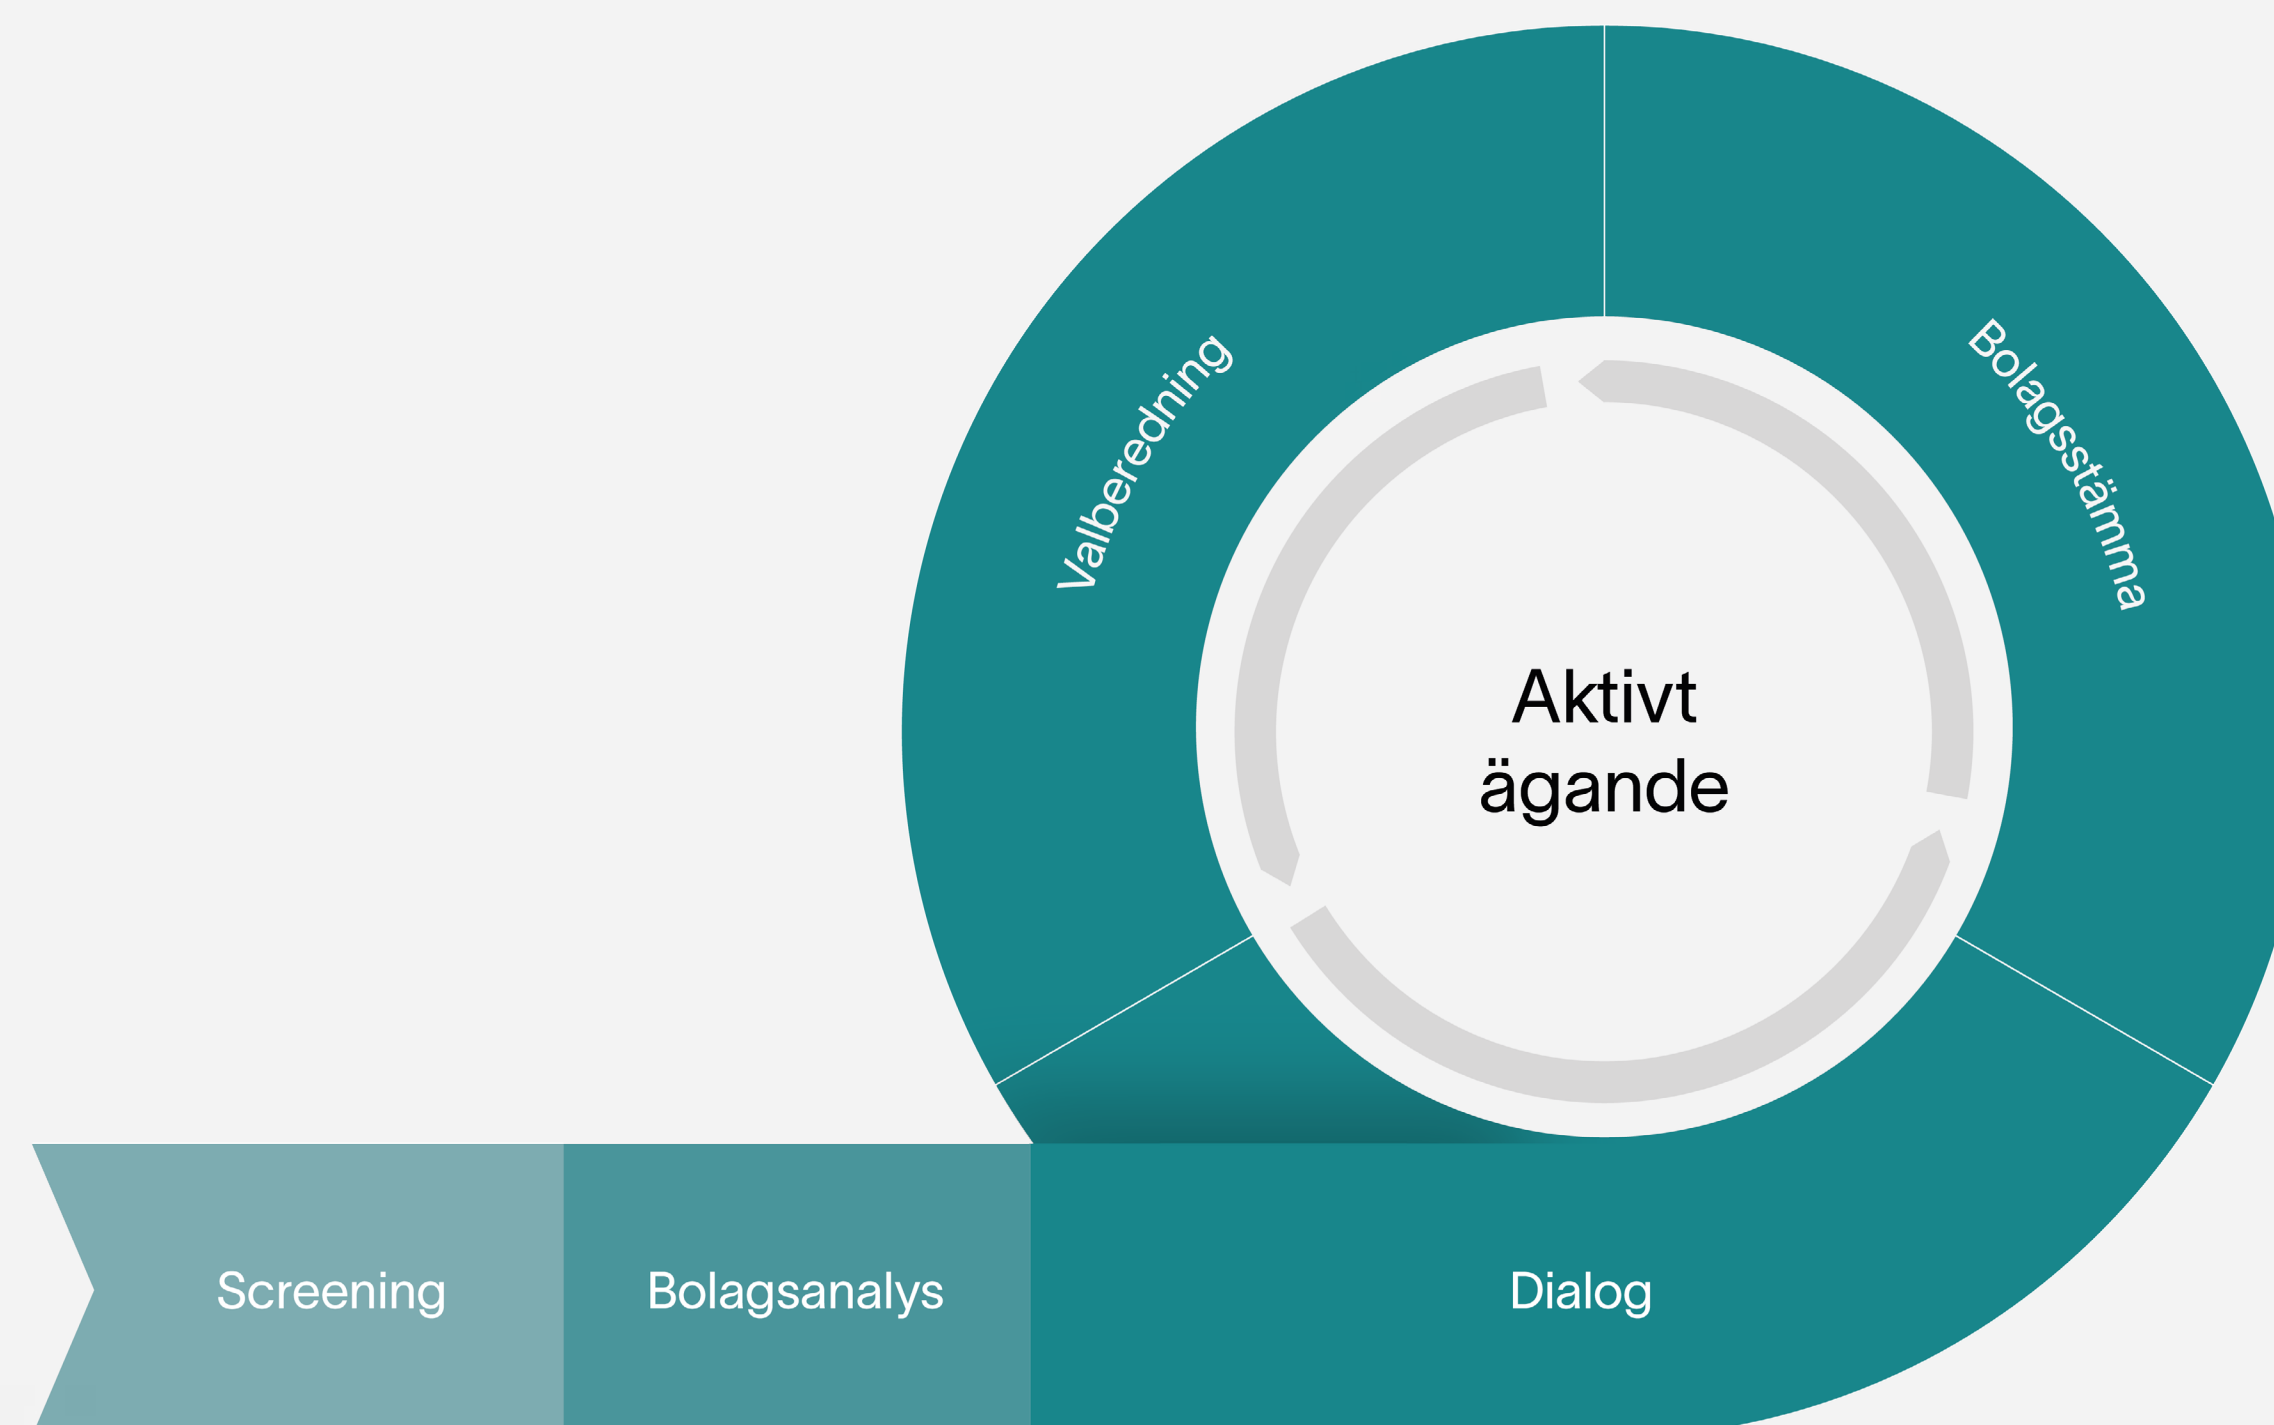 Valberedning
Bolagsstämma
Aktivt
ägande
Screening
Bolagsanalys
Dialog